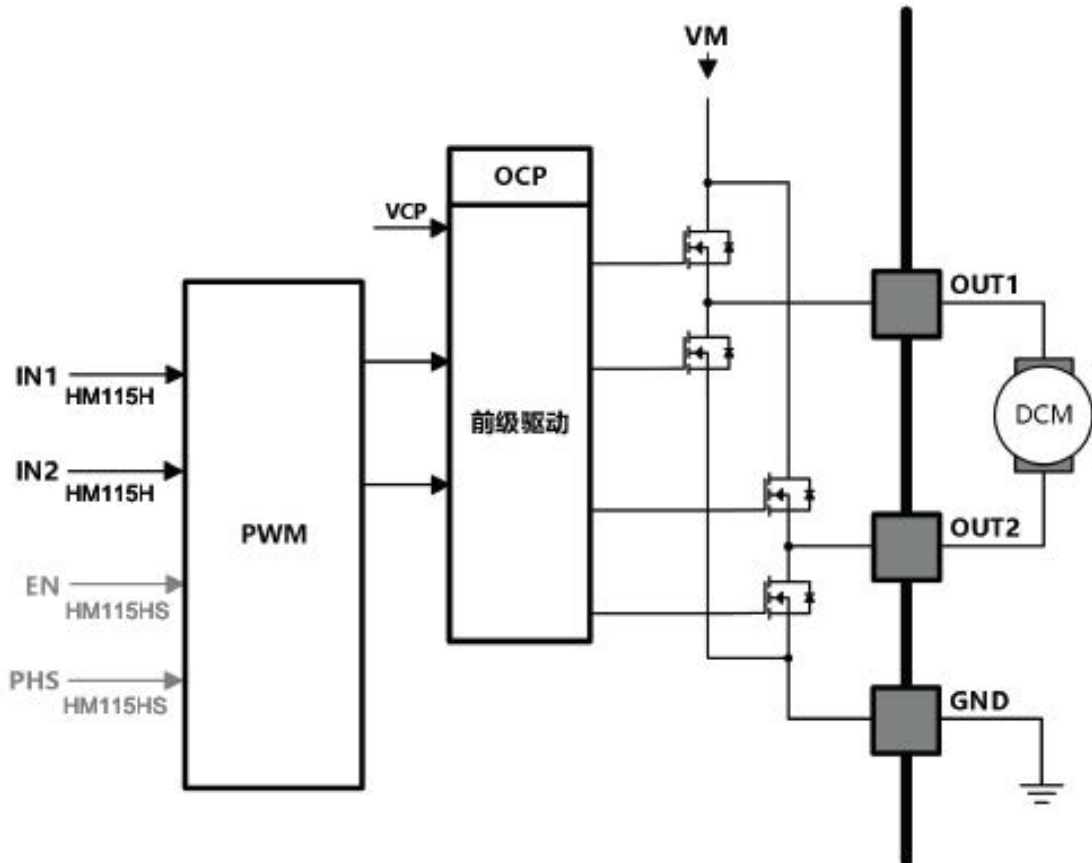 VM
OCP
VCP
OUT1
IN1
HM115H
DCM
前级驱动
IN2
HM115H
PWM
OUT2
EN
HM115HS
PHS
HM115HS
GND